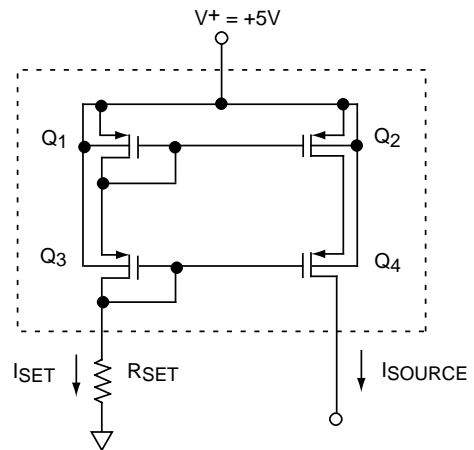 V+ = +5V
Q1
Q2
Q3
Q4
ISET
RSET
ISOURCE